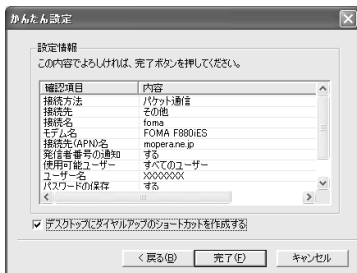 かんたん設定
設定情報
この内容でよろしければ、完了ボタンを押してください。
確認項目 内容
接続方法 パケット通信
接続先 その他
接続名 foma
モデム名 FOMA F880iES
接続先(APN)名 mopera.ne.jp
発信者番号の通知 する
使用可能ユーザー すべてのユーザー
ユーザー名 XXXXXXX
パスワードの保存 する
デスクトップにダイヤルアップのショートカットを作成する
< 戻る(B) 完了(F) キャンセル